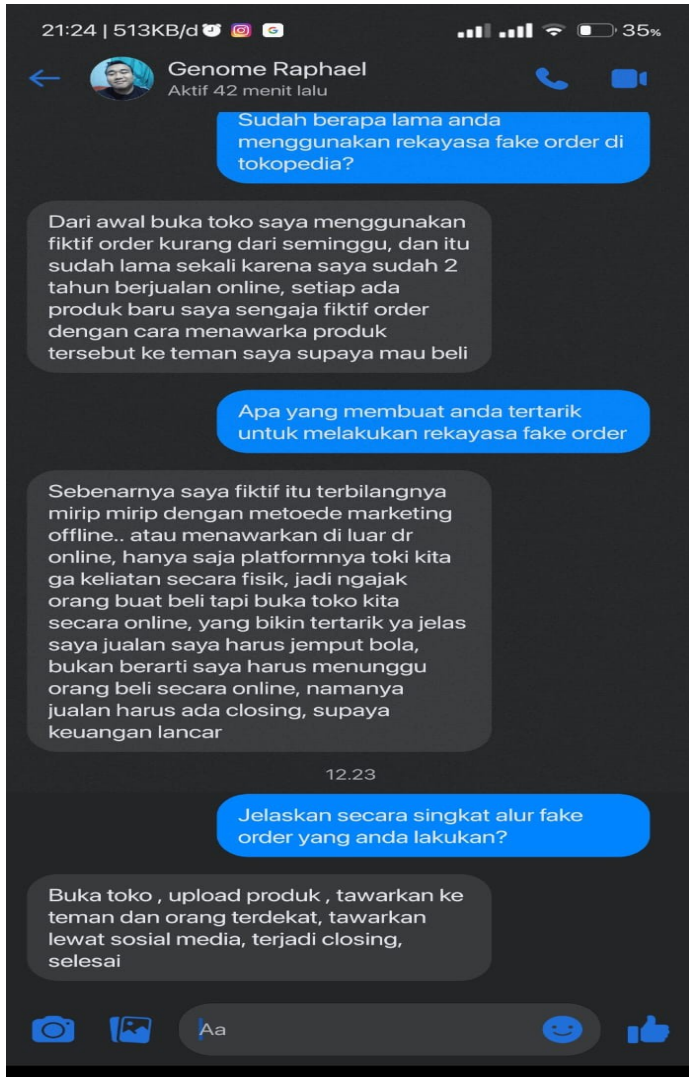 21:24 | 513KB/d
35%
Genome Raphael
Aktif 42 menit lalu
Sudah berapa lama anda
menggunakan rekayasa fake order di
tokopedia?
Dari awal buka toko saya menggunakan
fiktif order kurang dari seminggu, dan itu
sudah lama sekali karena saya sudah 2
tahun berjualan online, setiap ada
produk baru saya sengaja fiktif order
dengan cara menawarka produk
tersebut ke teman saya supaya mau beli
Apa yang membuat anda tertarik
untuk melakukan rekayasa fake order
Sebenarnya saya fiktif itu terbilangnya
mirip mirip dengan metoede marketing
offline.. atau menawarkan di luar dr
online, hanya saja platformnya toki kita
ga keliatan secara fisik, jadi ngajak
orang buat beli tapi buka toko kita
secara online, yang bikin tertarik ya jelas
saya jualan saya harus jemput bola,
bukan berarti saya harus menunggu
orang beli secara online, namanya
jualan harus ada closing, supaya
keuangan lancar
12.23
Jelaskan secara singkat alur fake
order yang anda lakukan?
Buka toko , upload produk , tawarkan ke
teman dan orang terdekat, tawarkan
lewat sosial media, terjadi closing,
selesai
Aa